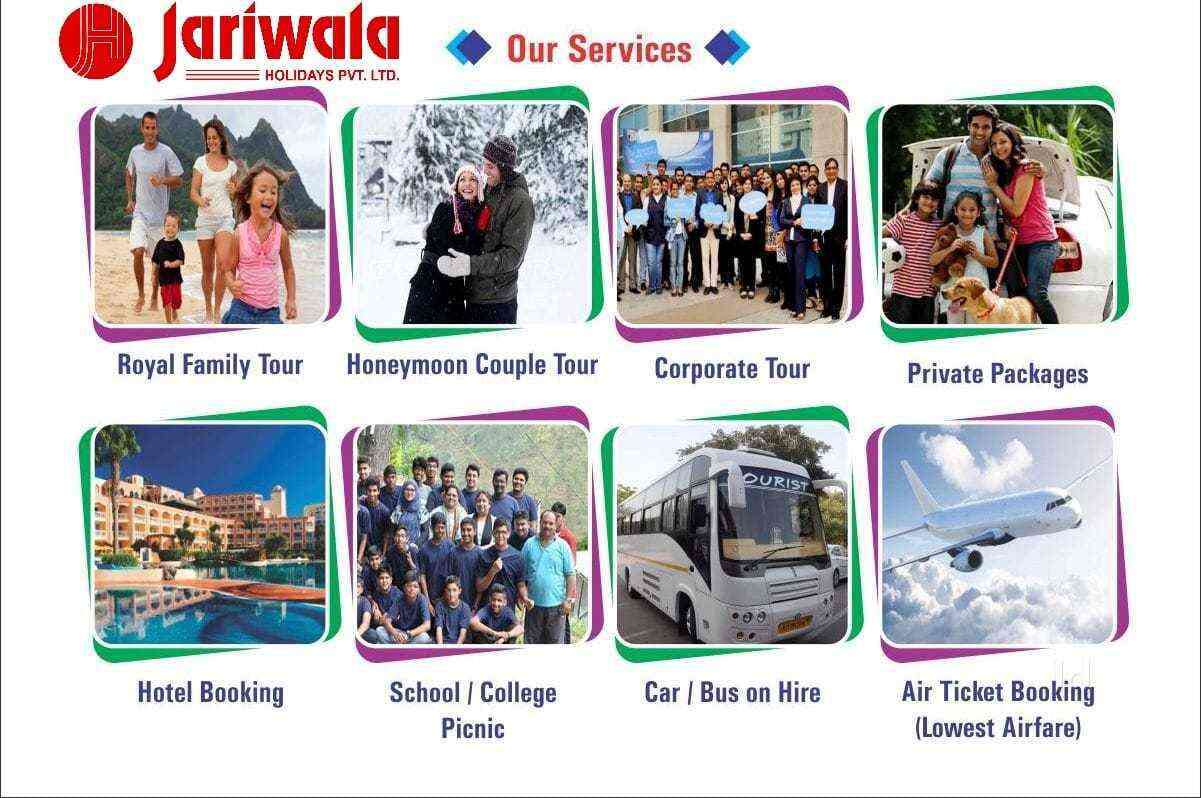 Jariwala
HOLIDAYS PVT. LTD.
Our Services
Royal Family Tour
Honeymoon Couple Tour
Corporate Tour
Private Packages
OURIST
Hotel Booking
School / College
Picnic
Car / Bus on Hire
Air Ticket Booking
(Lowest Airfare)